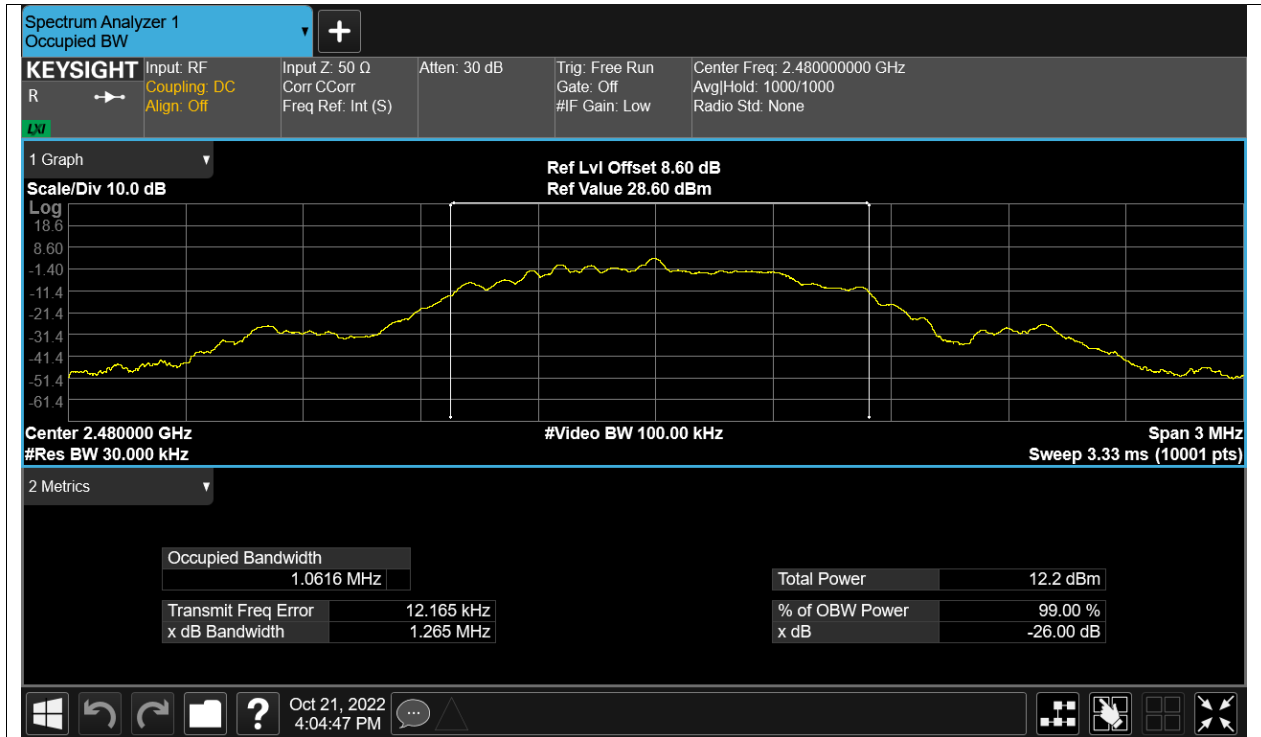 Spectrum Analyzer 1
Occupied BW
KEYSIGHT
R
LXI
Input: RF
Coupling: DC
Align: Off
Input Z: 50 Ω
Corr CCorr
Freq Ref: Int (S)
Atten: 30 dB
Trig: Free Run
Gate: Off
#IF Gain: Low
Center Freq: 2.480000000 GHz
Avg|Hold: 1000/1000
Radio Std: None
1 Graph
Scale/Div 10.0 dB
Ref Lvl Offset 8.60 dB
Ref Value 28.60 dBm
Log
18.6
8.60
-1.40
-11.4
-21.4
-31.4
-41.4
-51.4
-61.4
Center 2.480000 GHz
#Res BW 30.000 kHz
#Video BW 100.00 kHz
Span 3 MHz
Sweep 3.33 ms (10001 pts)
2 Metrics
Occupied Bandwidth
1.0616 MHz
Transmit Freq Error 12.165 kHz
x dB Bandwidth 1.265 MHz
Total Power 12.2 dBm
% of OBW Power 99.00 %
x dB -26.00 dB
?
Oct 21, 2022
4:04:47 PM